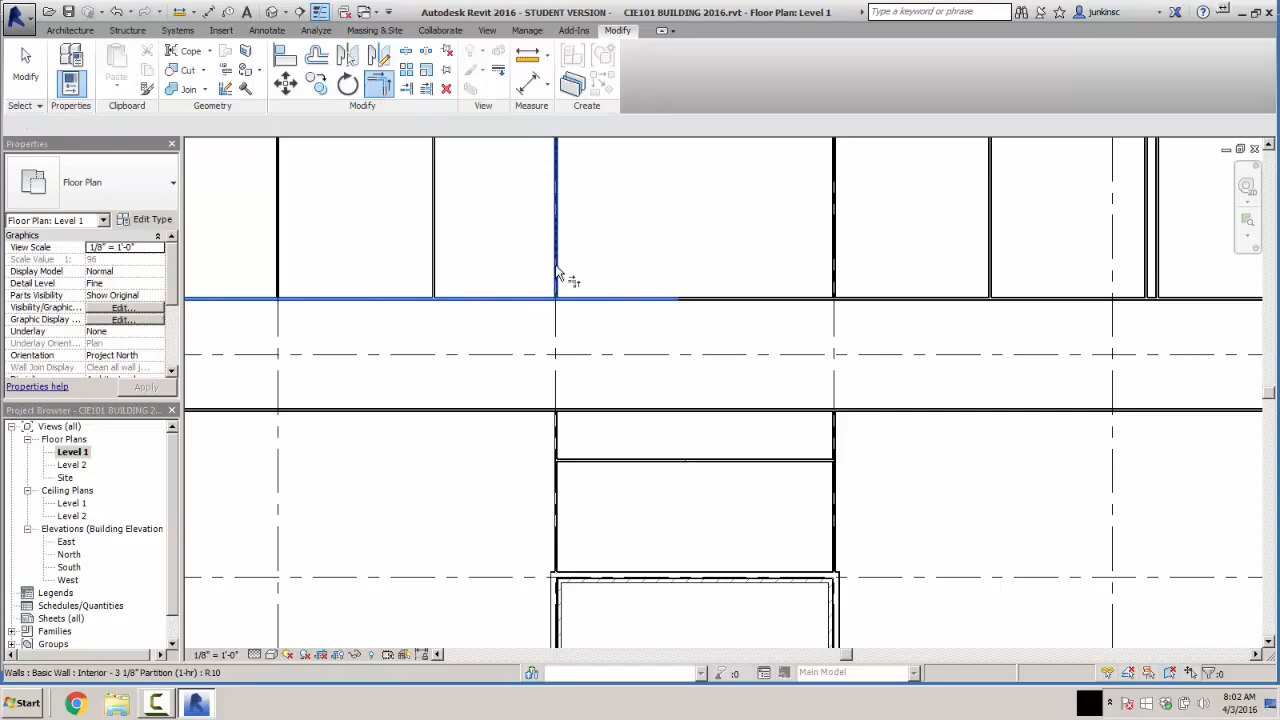 Autodesk Revit 2016 - STUDENT VERSION - CIE101 BUILDING 2016.rvt - Floor Plan: Level 1
Type a keyword or phrase
junkinsc
Architecture Structure Systems Insert Annotate Analyze Massing & Site Collaborate View Manage Add-Ins Modify
Modify
Paste
Cope
Cut
Join
Select Properties Clipboard Geometry Modify View Measure Create
Properties
Floor Plan
Floor Plan: Level 1
Edit Type
Graphics
View Scale 1/8" = 1'-0"
Scale Value 1: 96
Display Model Normal
Detail Level Fine
Parts Visibility Show Original
Visibility/Graphic... Edit...
Graphic Display ... Edit...
Underlay None
Underlay Orient... Plan
Orientation Project North
Wall Join Display Clean all wall j...
Properties help
Apply
Project Browser - CIE101 BUILDING 2...
Views (all)
Floor Plans
Level 1
Level 2
Site
Ceiling Plans
Level 1
Level 2
Elevations (Building Elevation
East
North
South
West
Legends
Schedules/Quantities
Sheets (all)
Families
Groups
1/8" = 1'-0"
Walls : Basic Wall : Interior - 3 1/8" Partition (1-hr) : R10
:0
Main Model
:0
Start
8:02 AM
4/3/2016